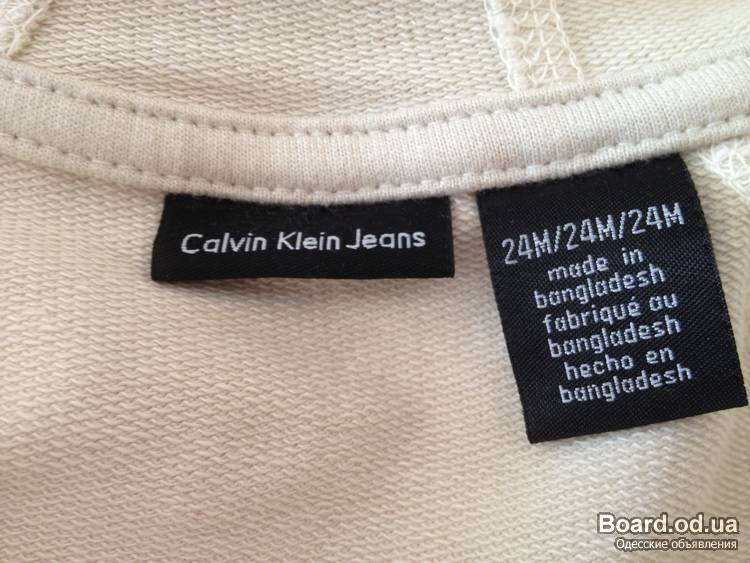 Calvin Klein Jeans
24M/24M/24M
made in
bangladesh
fabriqué au
bangladesh
hecho en
bangladesh
Board.od.ua
Одесские объявления